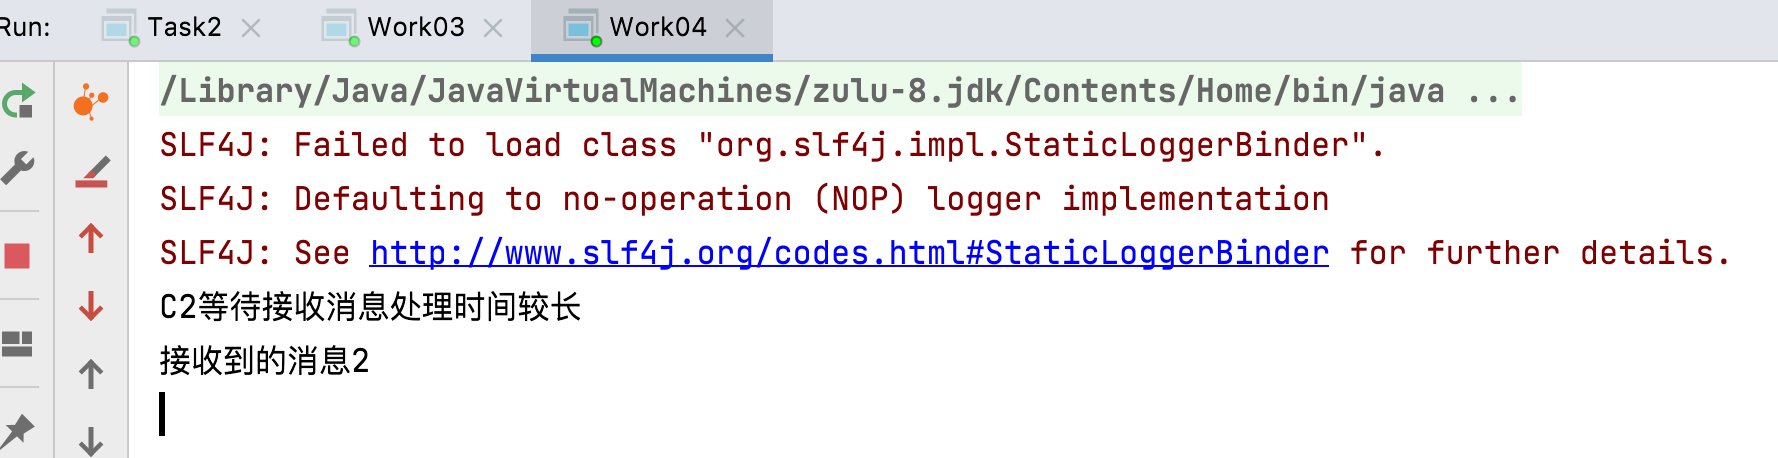 Run: Task2 Work03 Work04
/Library/Java/JavaVirtualMachines/zulu-8.jdk/Contents/Home/bin/java ...
SLF4J: Failed to load class "org.slf4j.impl.StaticLoggerBinder".
SLF4J: Defaulting to no-operation (NOP) logger implementation
SLF4J: See http://www.slf4j.org/codes.html#StaticLoggerBinder for further details.
C2等待接收消息处理时间较长
接收到的消息2